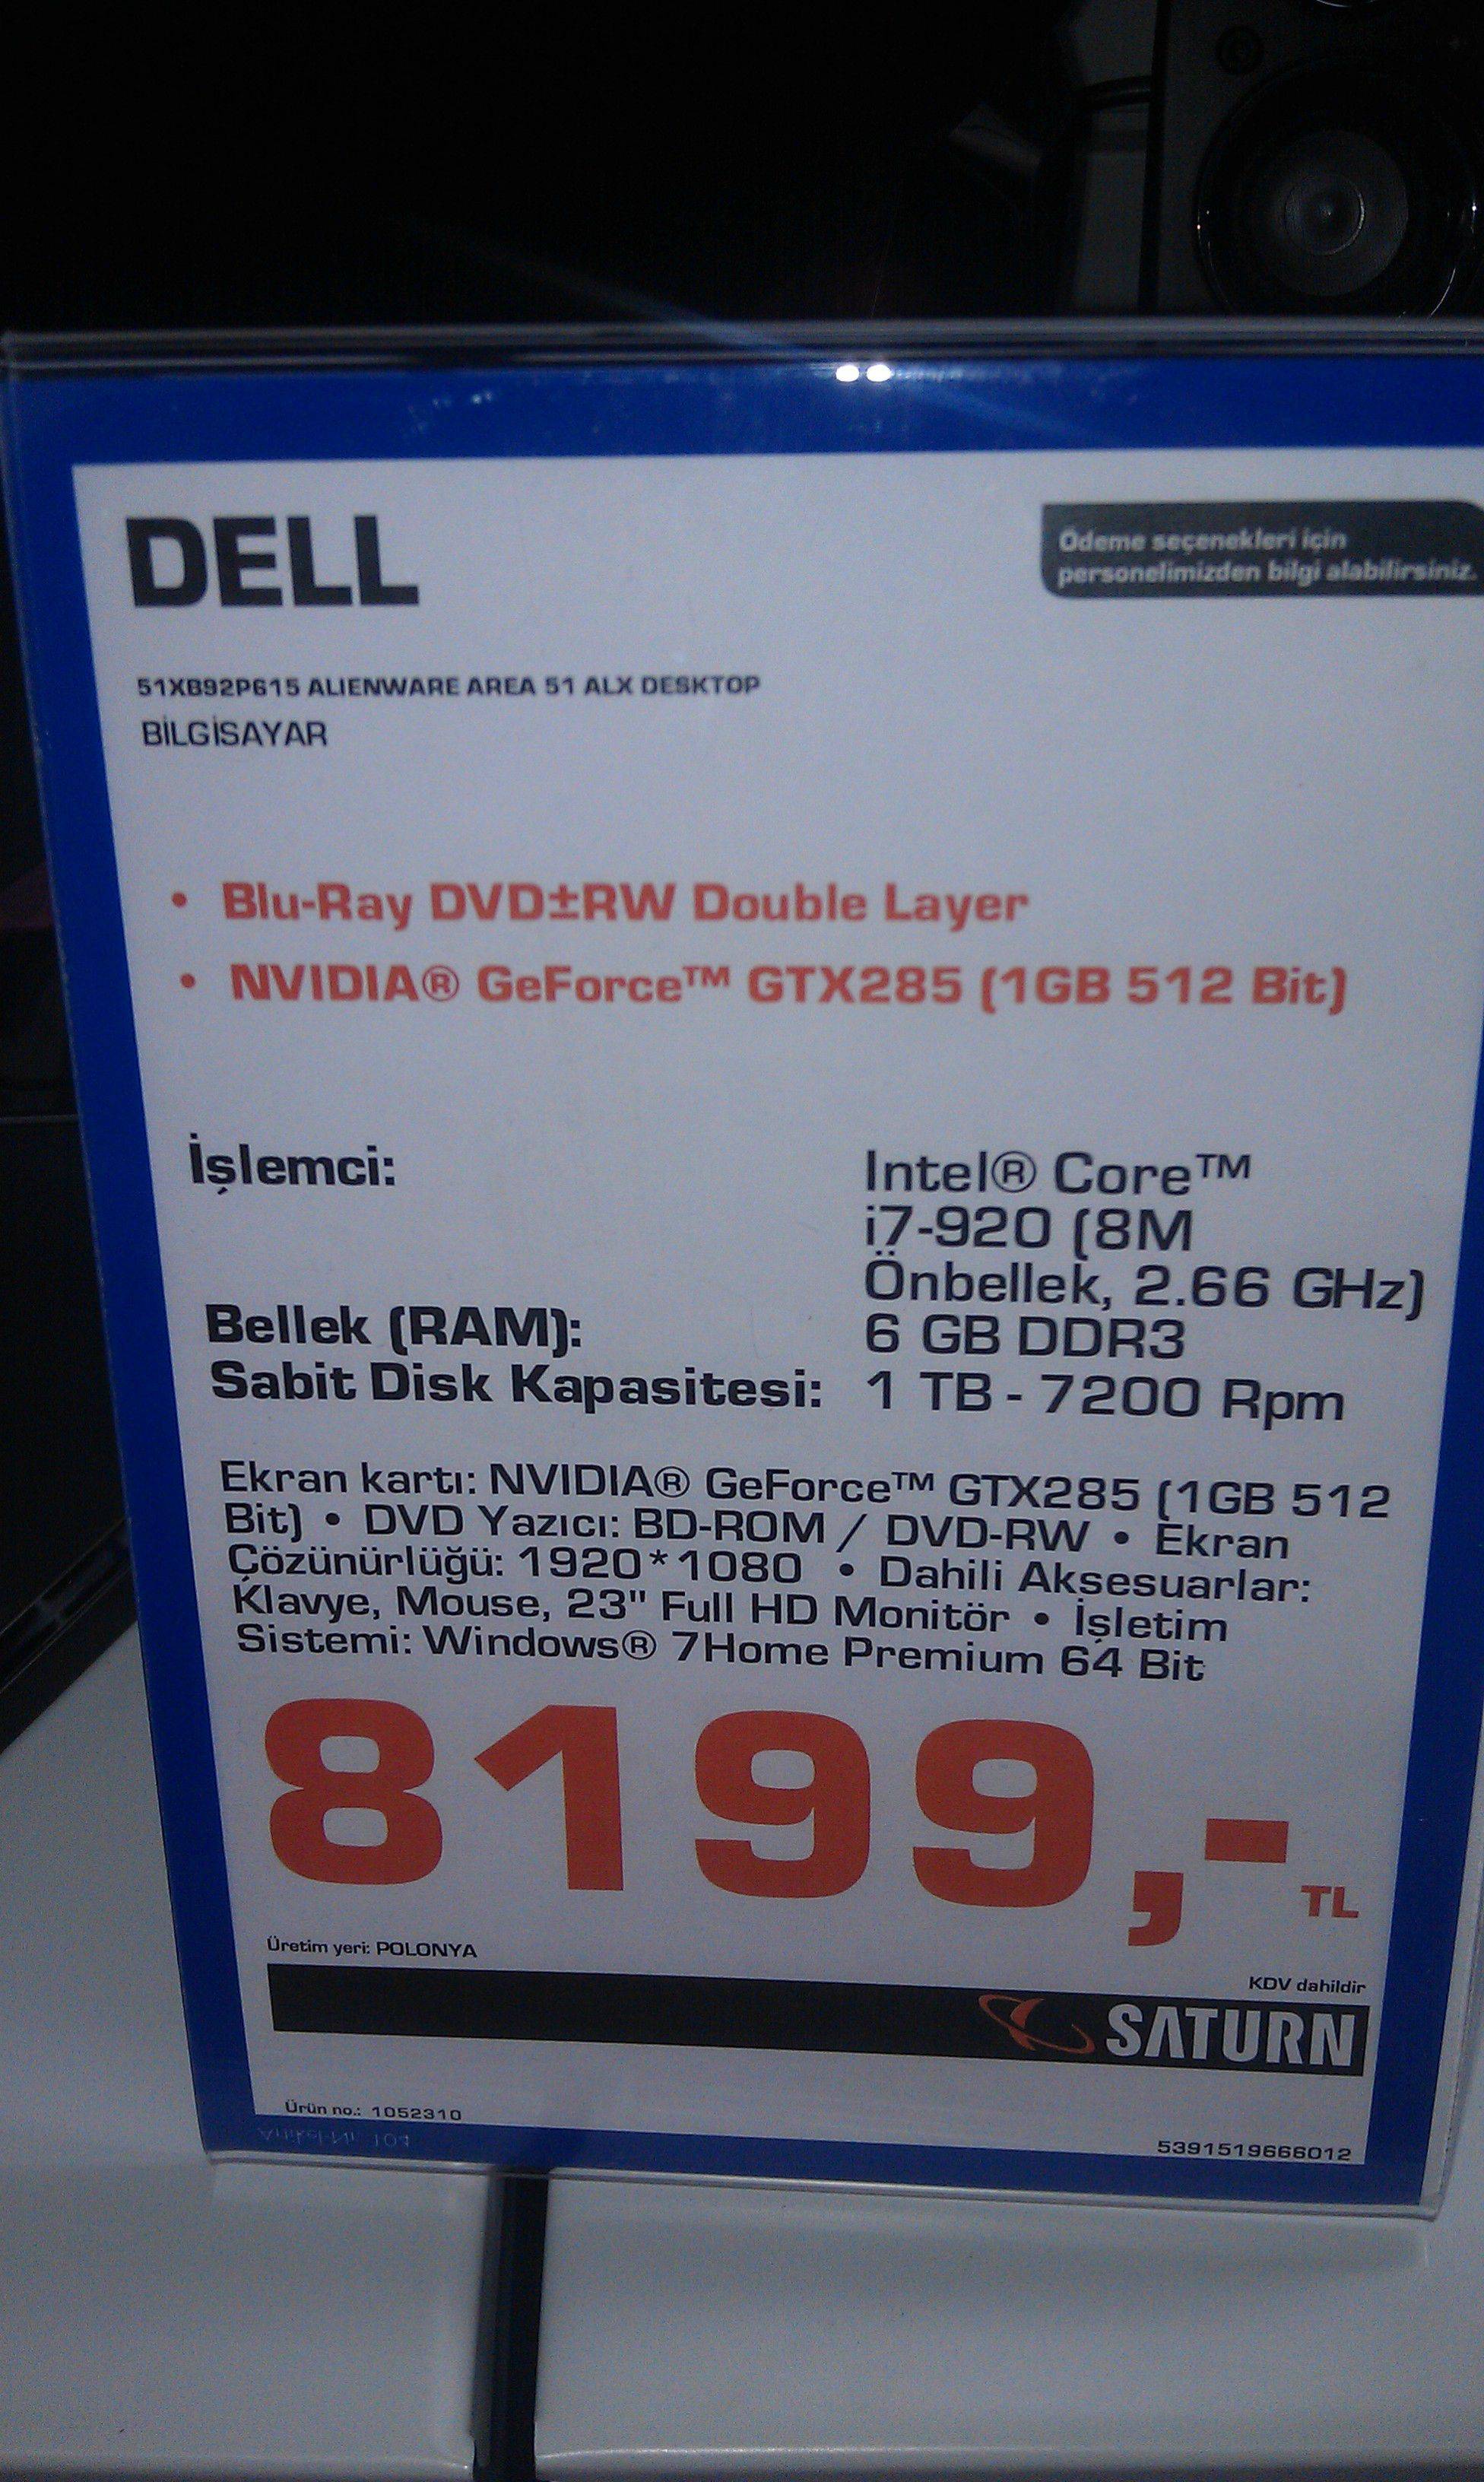 DELL
Ödeme seçenekleri için
personelimizden bilgi alabilirsiniz.
51XB92P615 ALIENWARE AREA 51 ALX DESKTOP
BİLGİSAYAR
• Blu-Ray DVD±RW Double Layer
• NVIDIA® GeForce™ GTX285 (1GB 512 Bit)
İşlemci: Intel® Core™
i7-920 (8M
Önbellek, 2.66 GHz)
Bellek (RAM): 6 GB DDR3
Sabit Disk Kapasitesi: 1 TB - 7200 Rpm
Ekran kartı: NVIDIA® GeForce™ GTX285 (1GB 512
Bit) • DVD Yazıcı: BD-ROM / DVD-RW • Ekran
Çözünürlüğü: 1920*1080 • Dahili Aksesuarlar:
Klavye, Mouse, 23" Full HD Monitör • İşletim
Sistemi: Windows® 7Home Premium 64 Bit
8199,- TL
Üretim yeri: POLONYA
KDV dahildir
SATURN
Ürün no.: 1052310
Artikel-Nr. 104
5391519666012